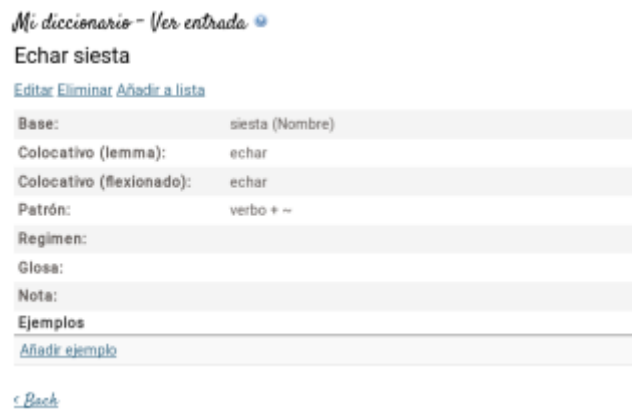 Mi diccionario - Ver entrada
Echar siesta
Editar Eliminar Añadir a lista
Base: siesta (Nombre)
Colocativo (lemma): echar
Colocativo (flexionado): echar
Patrón: verbo + ~
Regimen:
Glosa:
Nota:
Ejemplos
Añadir ejemplo
< Back